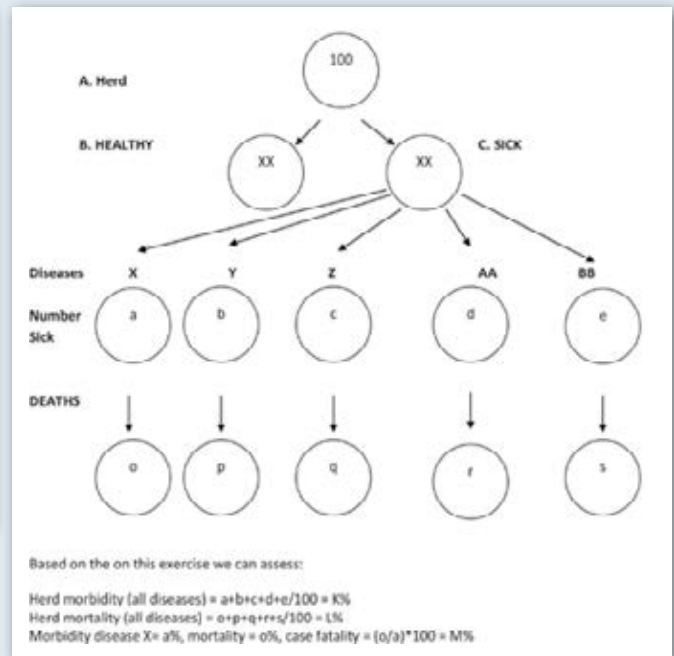 100
A. Herd
B. HEALTHY XX XX C. SICK
Diseases X Y Z AA BB
Number Sick a b c d e
DEATHS
o p q r s
Based on the on this exercise we can assess:
Herd morbidity (all diseases) = a+b+c+d+e/100 = K%
Herd mortality (all diseases) = o+p+q+r+s/100 = L%
Morbidity disease X= a%, mortality = o%, case fatality = (o/a)*100 = M%